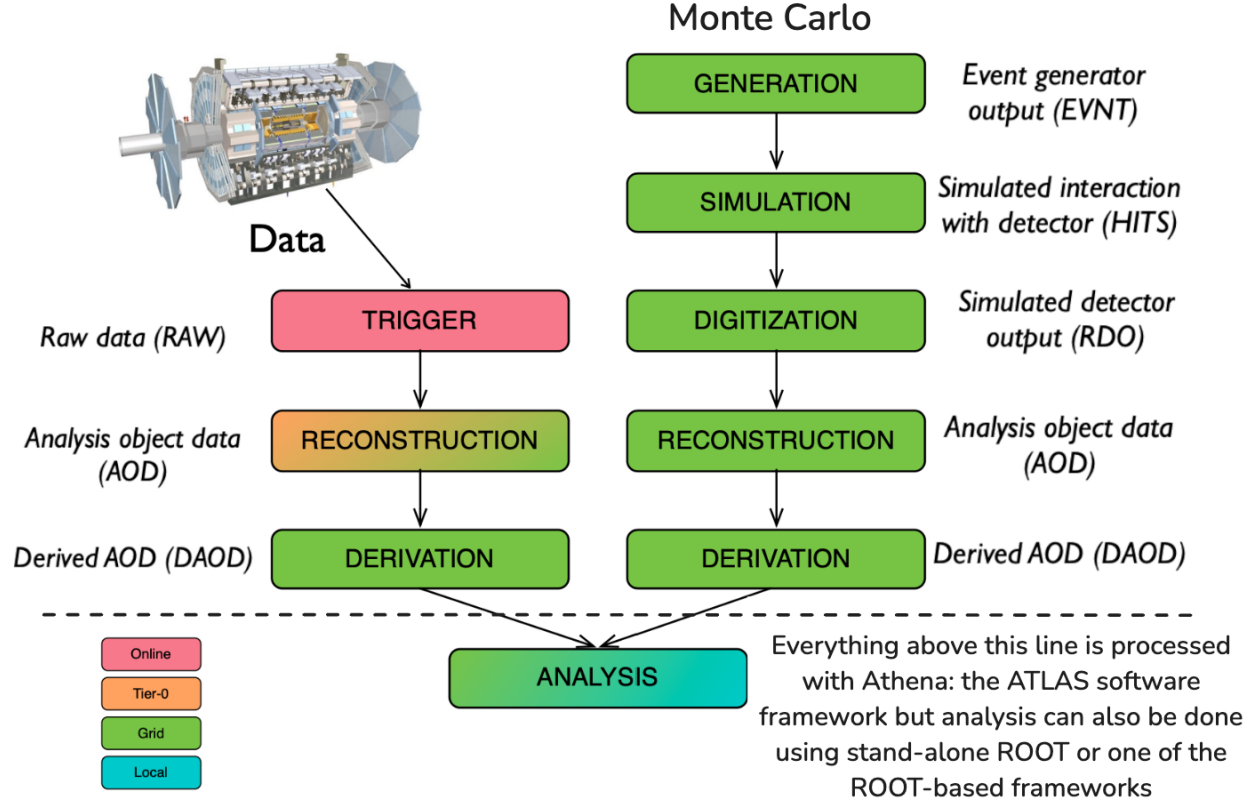 Monte Carlo
GENERATION
Event generator
output (EVNT)
SIMULATION
Simulated interaction
with detector (HITS)
Data
TRIGGER
Raw data (RAW)
DIGITIZATION
Simulated detector
output (RDO)
RECONSTRUCTION
Analysis object data
(AOD)
RECONSTRUCTION
Analysis object data
(AOD)
Derived AOD (DAOD)
DERIVATION
DERIVATION
Derived AOD (DAOD)
Online
Tier-0
Grid
Local
ANALYSIS
Everything above this line is processed
with Athena: the ATLAS software
framework but analysis can also be done
using stand-alone ROOT or one of the
ROOT-based frameworks